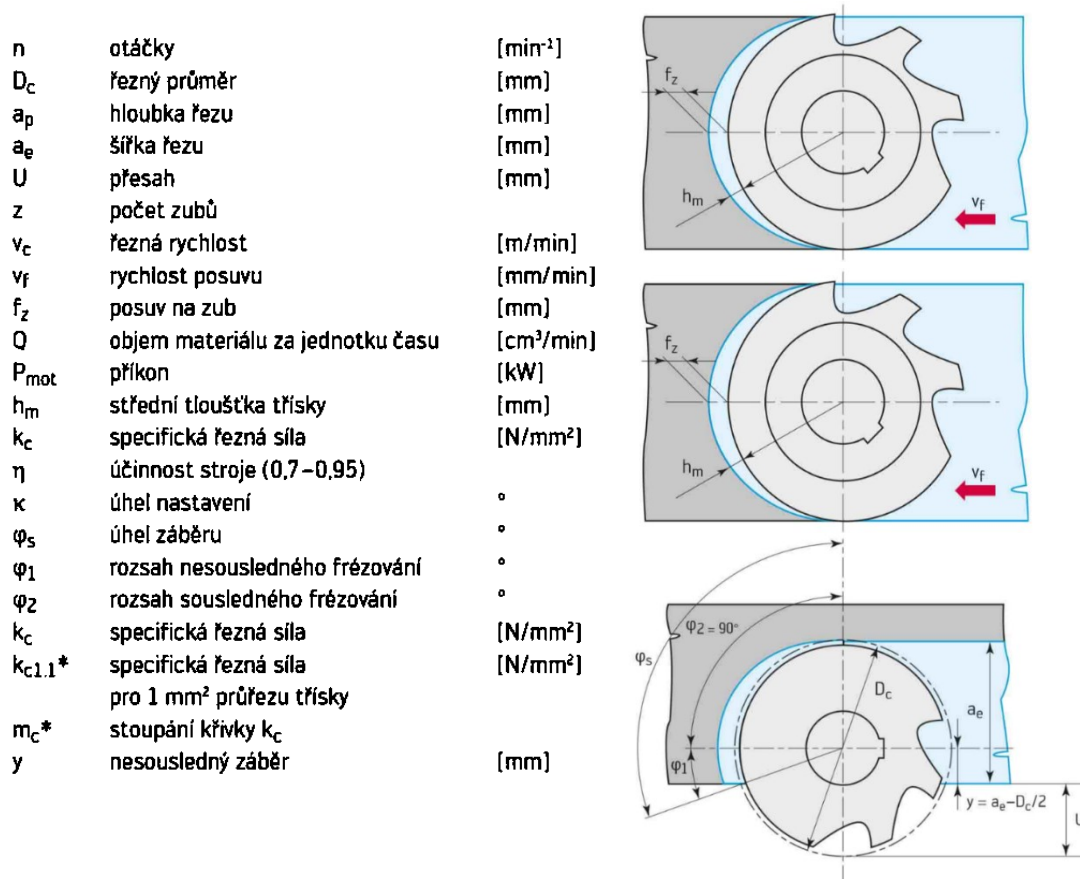 n otáčky [min⁻¹]
D_c řezný průměr [mm]
a_p hloubka řezu [mm]
a_e šířka řezu [mm]
U přesah [mm]
z počet zubů
v_c řezná rychlost [m/min]
v_f rychlost posuvu [mm/min]
f_z posuv na zub [mm]
Q objem materiálu za jednotku času [cm³/min]
P_mot příkon [kW]
h_m střední tloušťka třísky [mm]
k_c specifická řezná síla [N/mm²]
η účinnost stroje (0,7–0,95)
κ úhel nastavení °
φ_s úhel záběru °
φ_1 rozsah nesousledného frézování °
φ_2 rozsah sousledného frézování °
k_c specifická řezná síla [N/mm²]
k_c1.1* specifická řezná síla [N/mm²]
pro 1 mm² průřezu třísky
m_c* stoupání křivky k_c
y nesousledný záběr [mm]
f_z
h_m
v_f
f_z
h_m
v_f
φ2 = 90°
φ_s
D_c
a_e
φ1
y = a_e–D_c/2
U